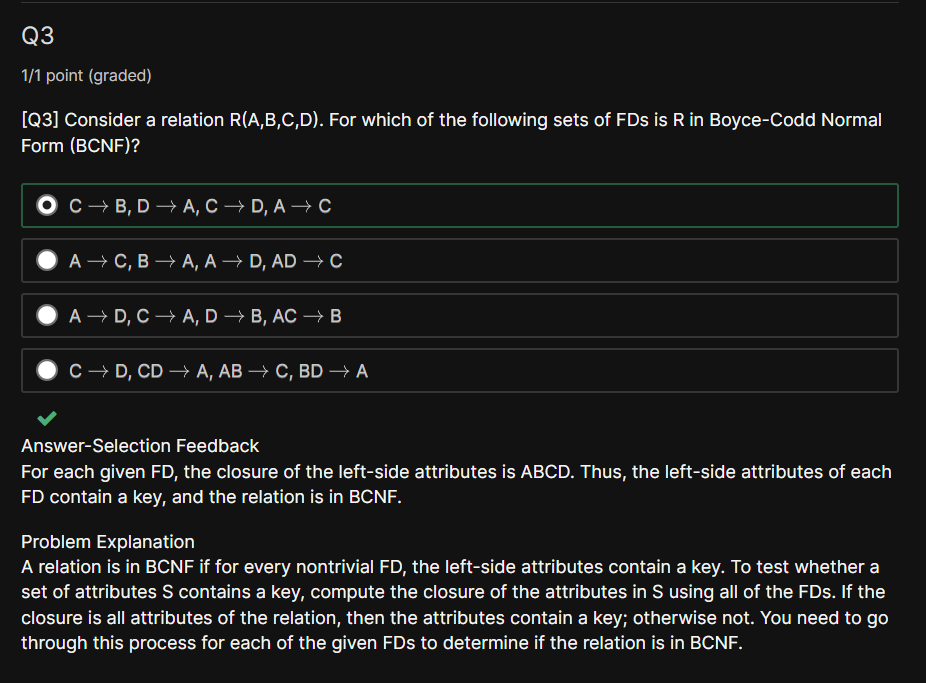 Q3
1/1 point (graded)
[Q3] Consider a relation R(A,B,C,D). For which of the following sets of FDs is R in Boyce-Codd Normal
Form (BCNF)?
C → B, D → A, C → D, A → C
A → C, B → A, A → D, AD → C
A → D, C → A, D → B, AC → B
C → D, CD → A, AB → C, BD → A
Answer-Selection Feedback
For each given FD, the closure of the left-side attributes is ABCD. Thus, the left-side attributes of each
FD contain a key, and the relation is in BCNF.
Problem Explanation
A relation is in BCNF if for every nontrivial FD, the left-side attributes contain a key. To test whether a
set of attributes S contains a key, compute the closure of the attributes in S using all of the FDs. If the
closure is all attributes of the relation, then the attributes contain a key; otherwise not. You need to go
through this process for each of the given FDs to determine if the relation is in BCNF.